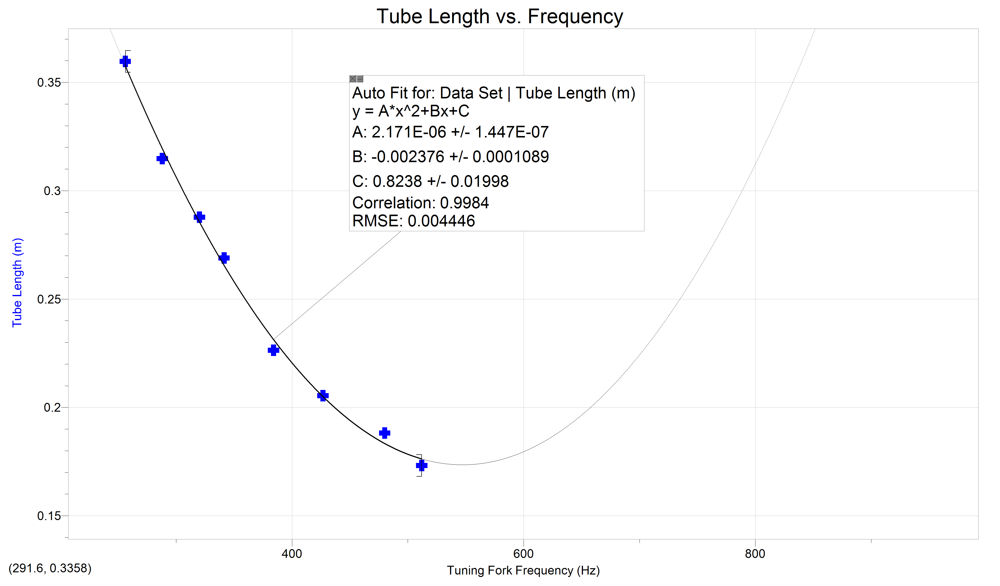 Tube Length vs. Frequency
Auto Fit for: Data Set | Tube Length (m)
y = A*x^2+Bx+C
A: 2.171E-06 +/- 1.447E-07
B: -0.002376 +/- 0.0001089
C: 0.8238 +/- 0.01998
Correlation: 0.9984
RMSE: 0.004446
Tube Length (m)
0.35
0.3
0.25
0.2
0.15
400
600
800
(291.6, 0.3358)
Tuning Fork Frequency (Hz)